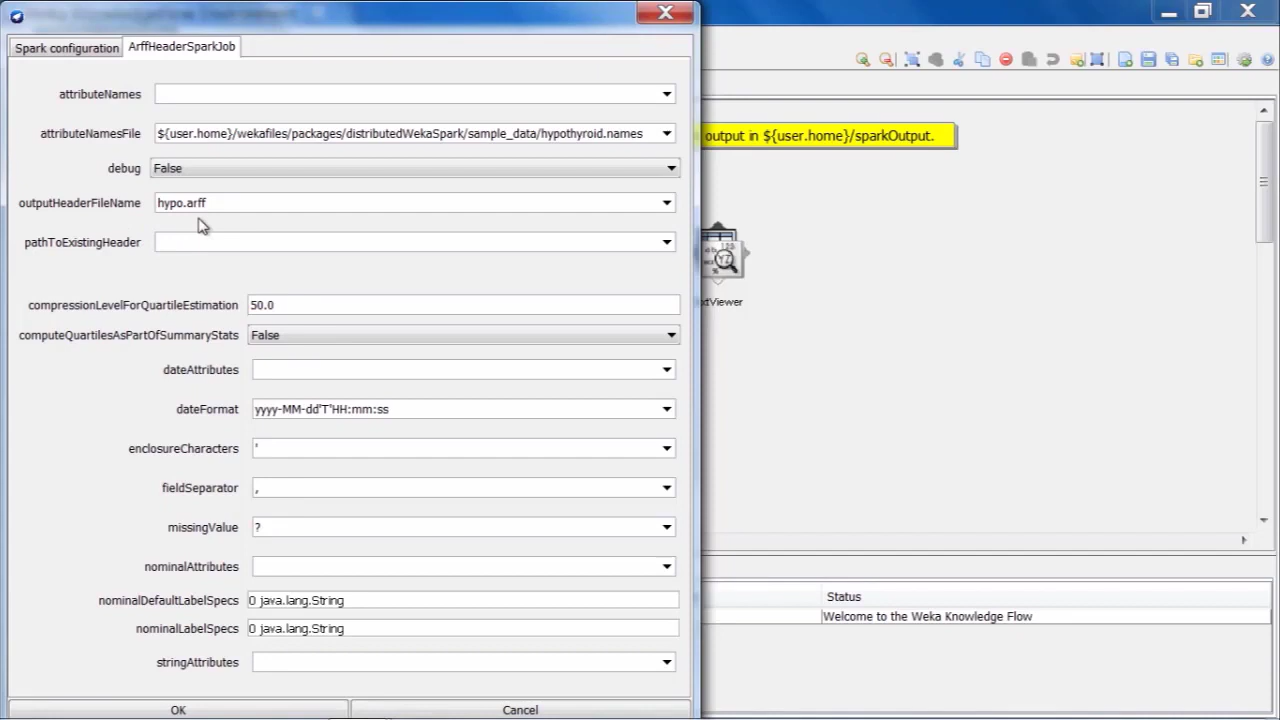 Spark configuration
ArffHeaderSparkJob
attributeNames
attributeNamesFile
${user.home}/wekafiles/packages/distributedWekaSpark/sample_data/hypothyroid.names
output in ${user.home}/sparkOutput.
debug
False
outputHeaderFileName
hypo.arff
pathToExistingHeader
compressionLevelForQuartileEstimation
50.0
computeQuartilesAsPartOfSummaryStats
False
dateAttributes
dateFormat
yyyy-MM-dd'T'HH:mm:ss
enclosureCharacters
'
fieldSeparator
,
missingValue
?
nominalAttributes
nominalDefaultLabelSpecs
0 java.lang.String
nominalLabelSpecs
0 java.lang.String
stringAttributes
OK
Cancel
xtViewer
Status
Welcome to the Weka Knowledge Flow